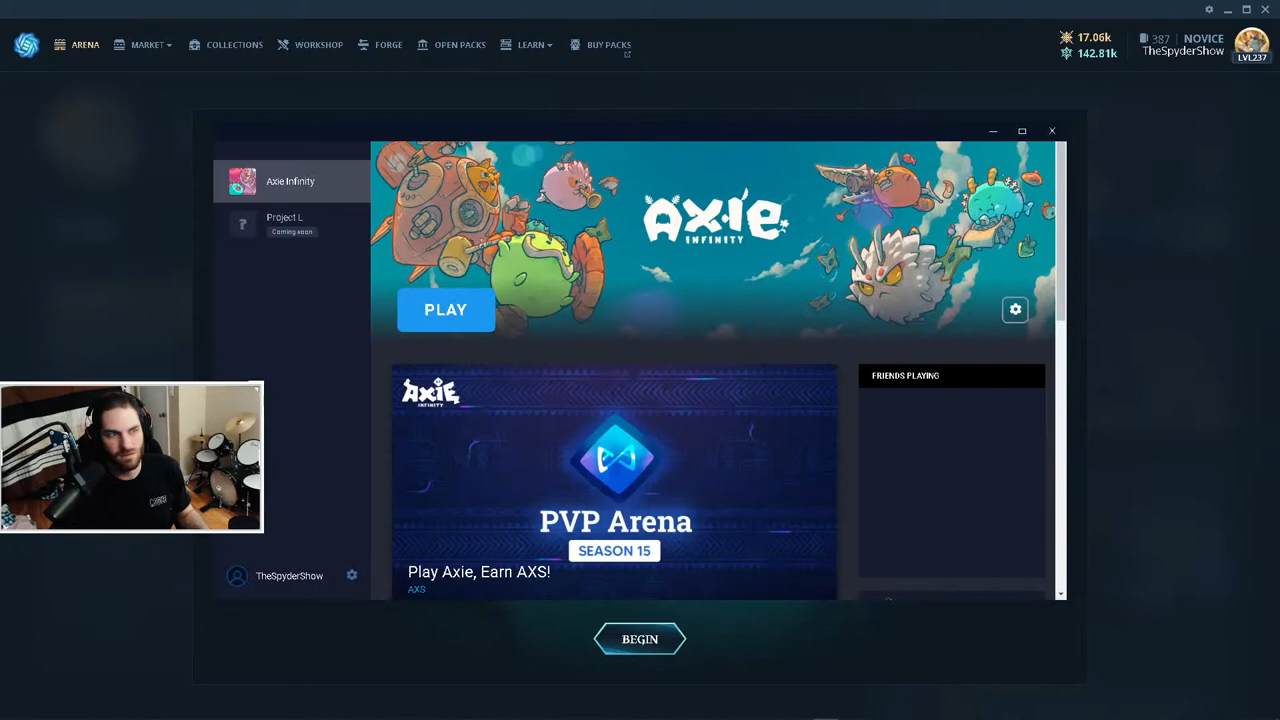 ARENA
MARKET
COLLECTIONS
WORKSHOP
FORGE
OPEN PACKS
LEARN
BUY PACKS
17.06k
142.81k
387
NOVICE
TheSpyderShow
LVL237
Axie Infinity
Project L
Coming soon
AXIE
INFINITY
PLAY
AXIE
INFINITY
FRIENDS PLAYING
PVP Arena
SEASON 15
Play Axie, Earn AXS!
AXS
TheSpyderShow
BEGIN